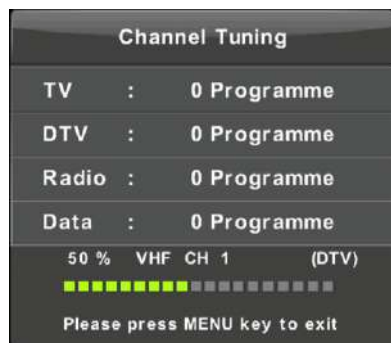 Channel Tuning
TV : 0 Programme
DTV : 0 Programme
Radio : 0 Programme
Data : 0 Programme
50 % VHF CH 1 (DTV)
Please press MENU key to exit